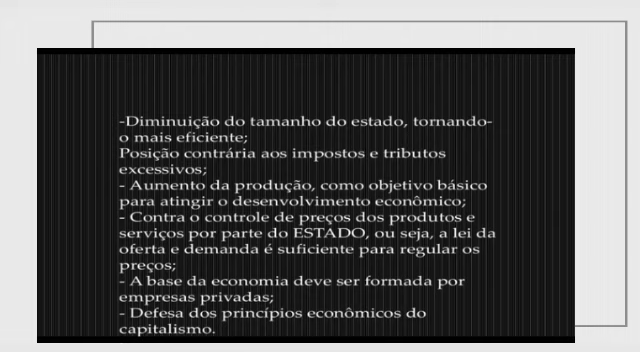 -Diminuição do tamanho do estado, tornando-
o mais eficiente;
Posição contrária aos impostos e tributos
excessivos;
- Aumento da produção, como objetivo básico
para atingir o desenvolvimento econômico;
- Contra o controle de preços dos produtos e
serviços por parte do ESTADO, ou seja, a lei da
oferta e demanda é suficiente para regular os
preços;
- A base da economia deve ser formada por
empresas privadas;
- Defesa dos princípios econômicos do
capitalismo.